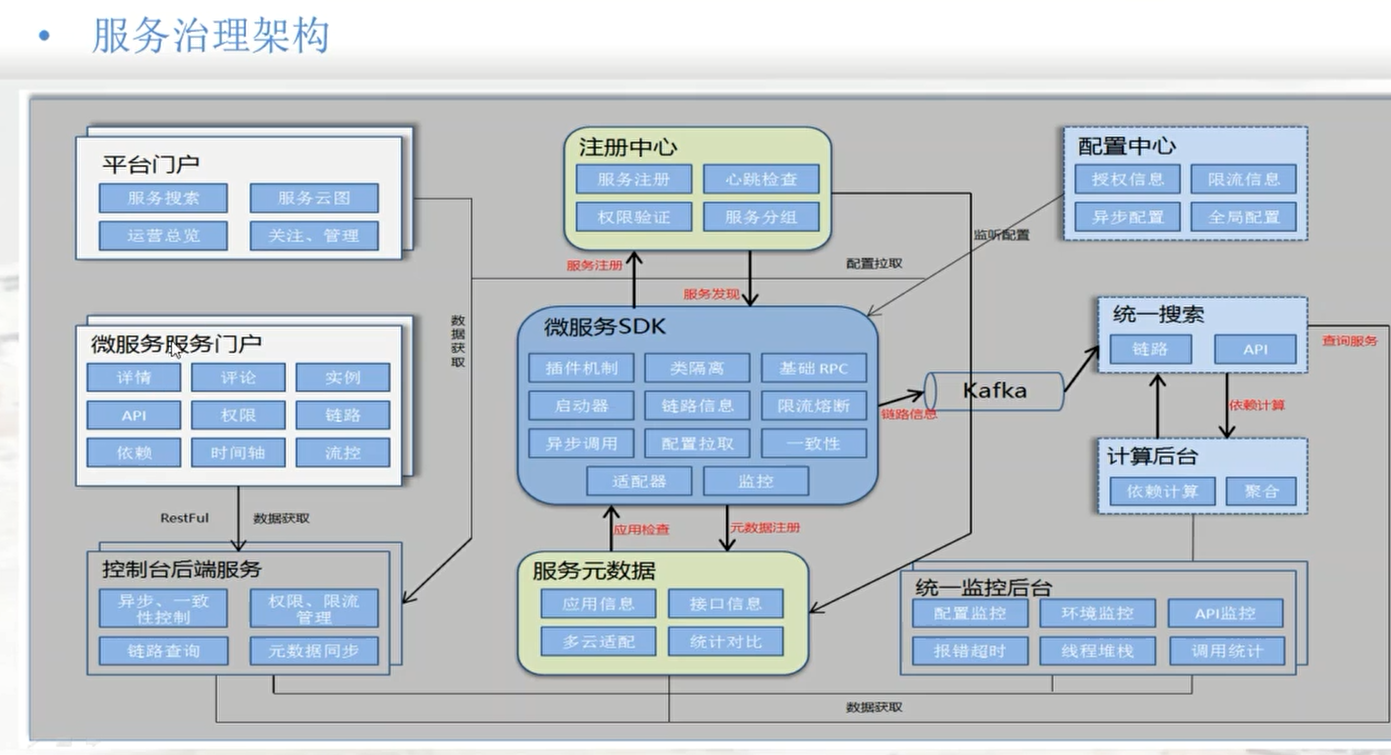 • 服务治理架构
平台门户
服务搜索
服务云图
运营总览
关注、管理
注册中心
服务注册
心跳检查
权限验证
服务分组
配置中心
授权信息
限流信息
异步配置
全局配置
监听配置
配置拉取
服务注册
服务发现
数据获取
微服务服务门户
详情
评论
实例
API
权限
链路
依赖
时间轴
流控
微服务SDK
插件机制
类隔离
基础RPC
启动器
链路信息
限流熔断
异步调用
配置拉取
一致性
适配器
监控
链路信息
Kafka
统一搜索
链路
API
查询服务
依赖计算
计算后台
依赖计算
聚合
RestFul
数据获取
应用检查
元数据注册
控制台后端服务
异步、一致
性控制
权限、限流
管理
链路查询
元数据同步
服务元数据
应用信息
接口信息
多云适配
统计对比
统一监控后台
配置监控
环境监控
API监控
报错超时
线程堆栈
调用统计
数据获取